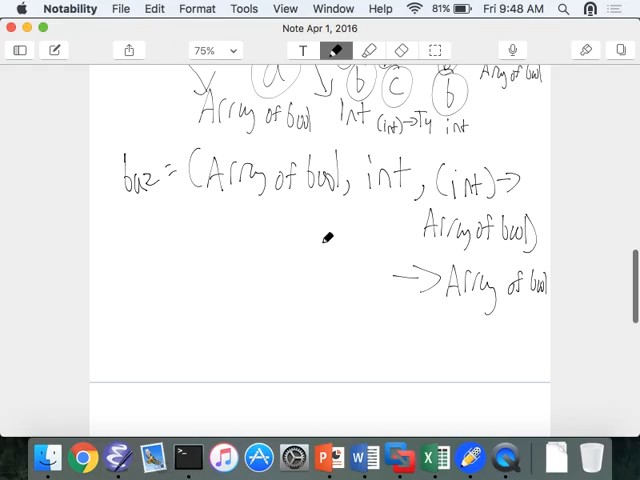 Notability File Edit Format Tools View Window Help 81% Fri 9:48 AM
Note Apr 1, 2016
75% T
a b c b Array of bool
Array of bool Int (int)→T4 int
baz = (Array of bool, int, (int)→
Array of bool)
→ Array of bool